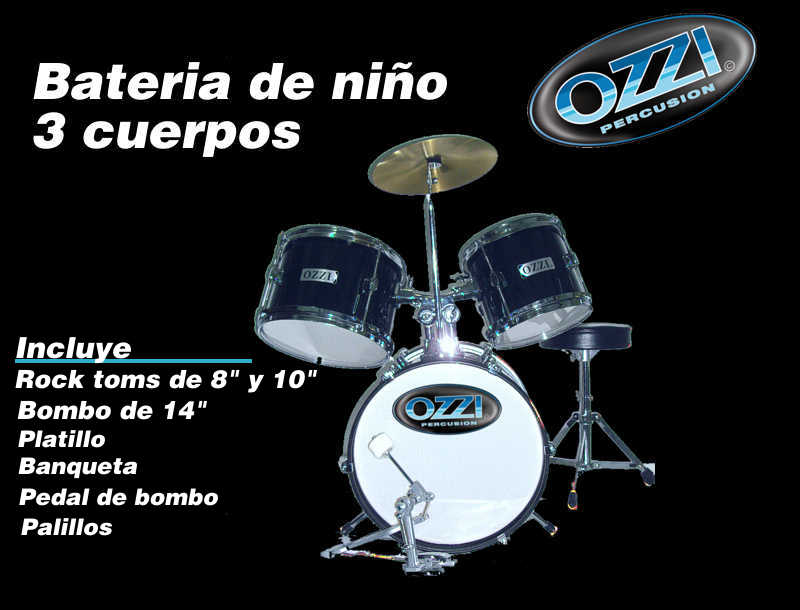 Bateria de niño
3 cuerpos
OZZI
©
PERCUSION
OZZI
OZZI
Incluye
Rock toms de 8" y 10"
Bombo de 14"
Platillo
Banqueta
Pedal de bombo
Palillos
OZZI
PERCUSION